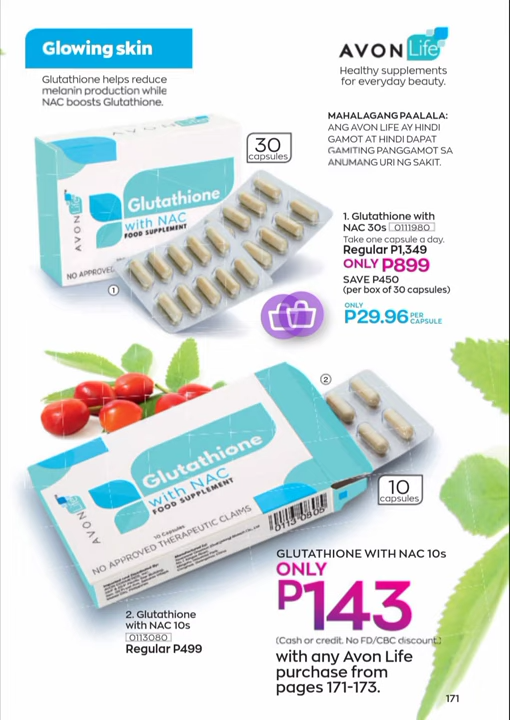 Glowing skin
Glutathione helps reduce
melanin production while
NAC boosts Glutathione.
AVON Life
Healthy supplements
for everyday beauty.
MAHALAGANG PAALALA:
ANG AVON LIFE AY HINDI
GAMOT AT HINDI DAPAT
GAMITING PANGGAMOT SA
ANUMANG URI NG SAKIT.
30
capsules
AVON Life
Glutathione
with NAC
FOOD SUPPLEMENT
NO APPROVED
1
1. Glutathione with
NAC 30s 0111980
Take one capsule a day.
Regular P1,349
ONLY P899
SAVE P450
(per box of 30 capsules)
ONLY
P29.96 PER
CAPSULE
2
AVON
Glutathione
with NAC
FOOD SUPPLEMENT
10 Capsules
NO APPROVED THERAPEUTIC CLAIMS
10
capsules
GLUTATHIONE WITH NAC 10s
ONLY
P143
(Cash or credit. No FD/CBC discount.)
with any Avon Life
purchase from
pages 171-173.
2. Glutathione
with NAC 10s
0113080
Regular P499
171